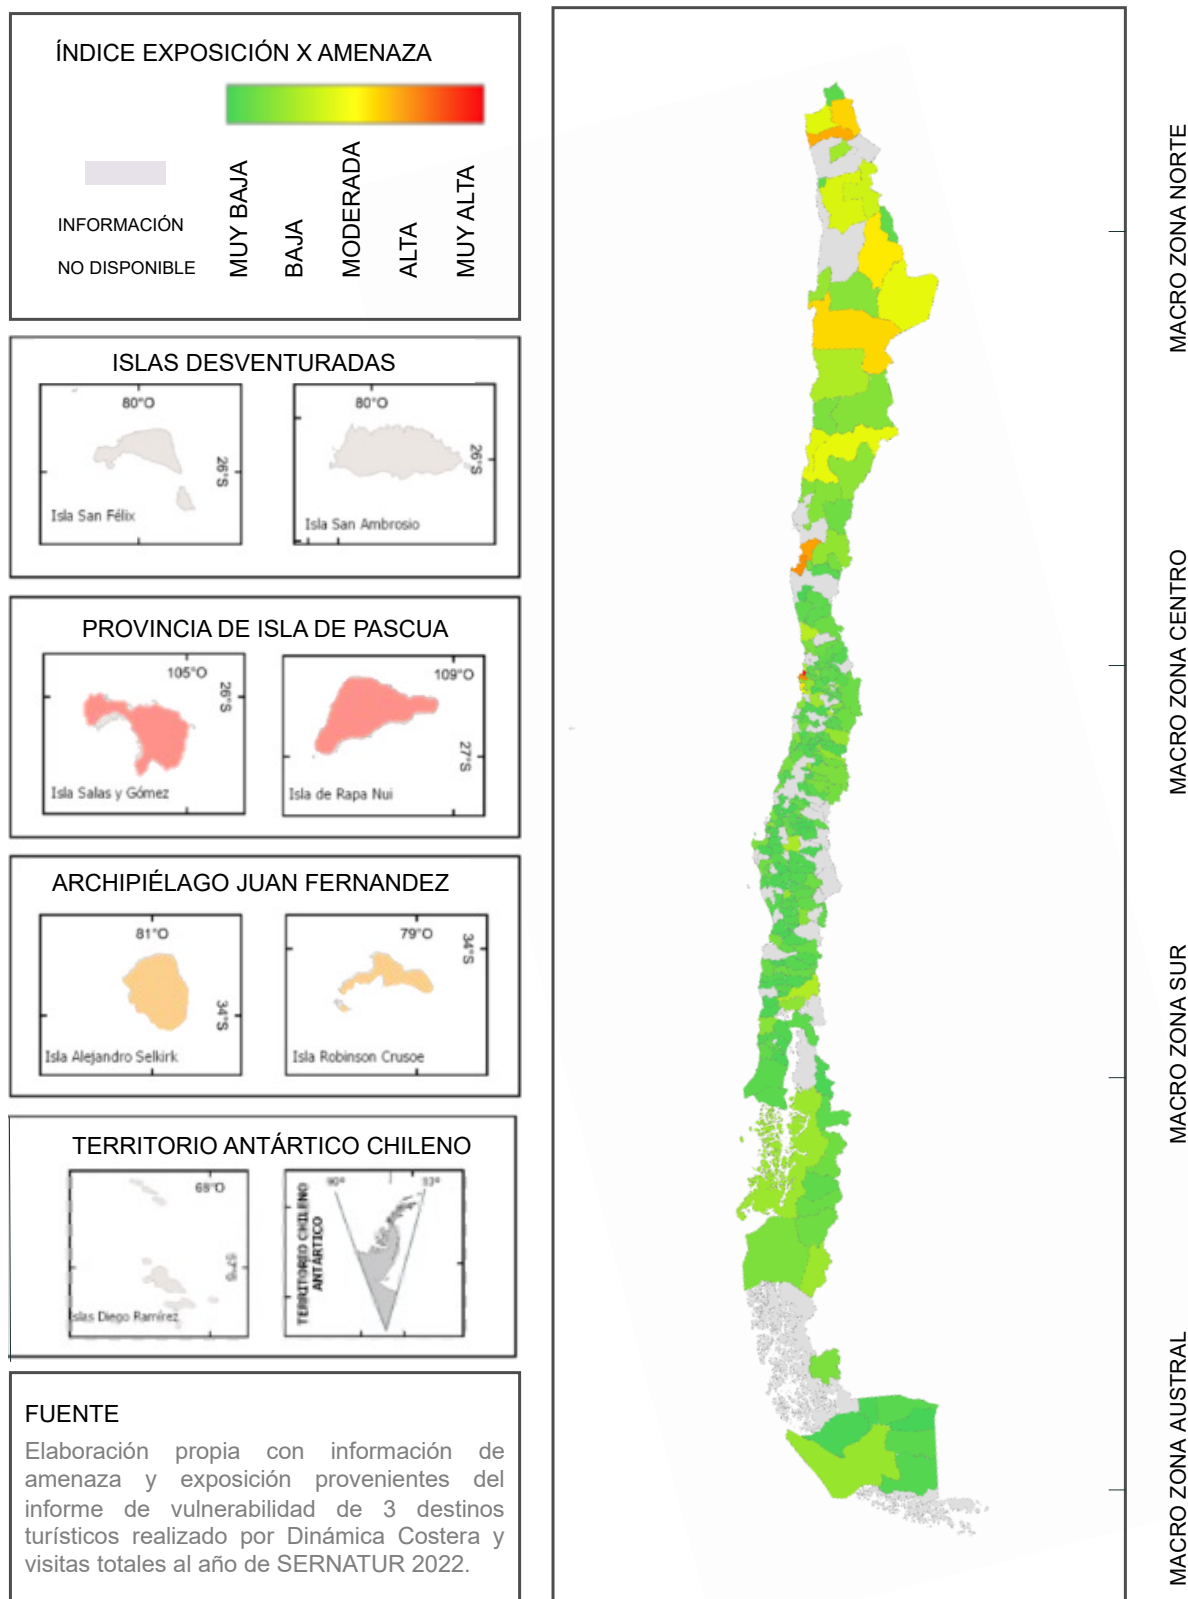 ÍNDICE EXPOSICIÓN X AMENAZA
INFORMACIÓN
NO DISPONIBLE
MUY BAJA
BAJA
MODERADA
ALTA
MUY ALTA
ISLAS DESVENTURADAS
80°O
26°S
Isla San Félix
80°O
26°S
Isla San Ambrosio
PROVINCIA DE ISLA DE PASCUA
105°O
26°S
Isla Salas y Gómez
109°O
27°S
Isla de Rapa Nui
ARCHIPIÉLAGO JUAN FERNANDEZ
81°O
34°S
Isla Alejandro Selkirk
79°O
34°S
Isla Robinson Crusoe
TERRITORIO ANTÁRTICO CHILENO
Islas Diego Ramírez
90°
53°
TERRITORIO CHILENO
ANTÁRTICO
FUENTE
Elaboración propia con información de
amenaza y exposición provenientes del
informe de vulnerabilidad de 3 destinos
turísticos realizado por Dinámica Costera y
visitas totales al año de SERNATUR 2022.
MACRO ZONA NORTE
MACRO ZONA CENTRO
MACRO ZONA SUR
MACRO ZONA AUSTRAL